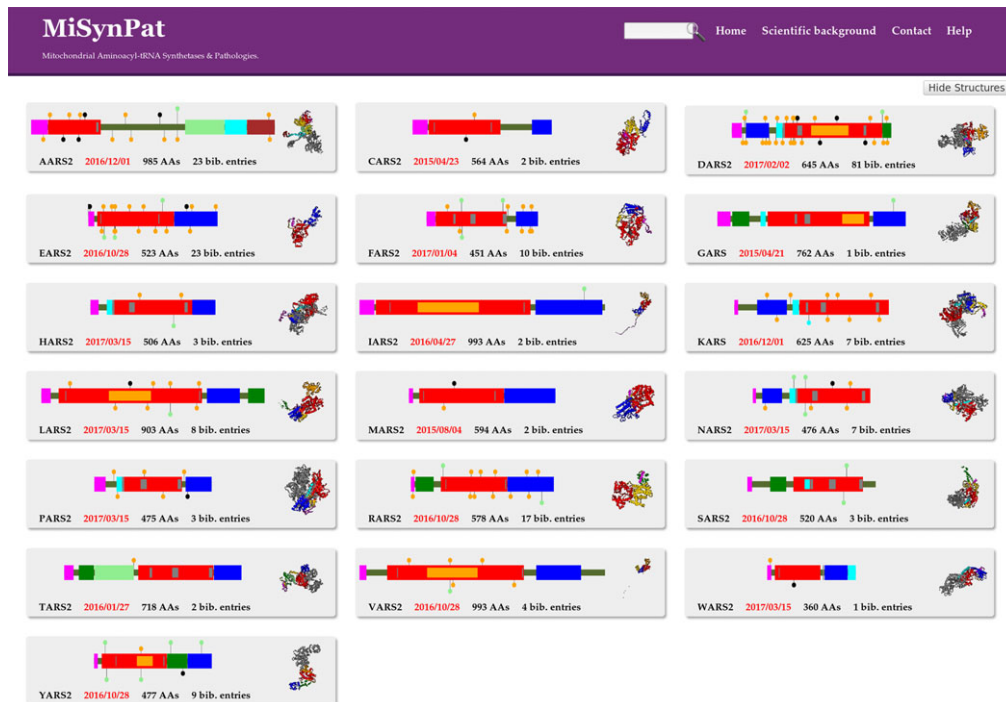 MiSynPat
Home Scientific background Contact Help
Mitochondrial Aminoacyl-tRNA Synthetases & Pathologies.
Hide Structures
AARS2 2016/12/01 985 AAs 23 bib. entries
CARS2 2015/04/23 564 AAs 2 bib. entries
DARS2 2017/02/02 645 AAs 81 bib. entries
EARS2 2016/10/28 523 AAs 23 bib. entries
FARS2 2017/01/04 451 AAs 10 bib. entries
GARS 2015/04/21 762 AAs 1 bib. entries
HARS2 2017/03/15 506 AAs 3 bib. entries
IARS2 2016/04/27 993 AAs 2 bib. entries
KARS 2016/12/01 625 AAs 7 bib. entries
LARS2 2017/03/15 903 AAs 8 bib. entries
MARS2 2015/08/04 594 AAs 2 bib. entries
NARS2 2017/03/15 476 AAs 7 bib. entries
PARS2 2017/03/15 475 AAs 3 bib. entries
RARS2 2016/10/28 578 AAs 17 bib. entries
SARS2 2016/10/28 520 AAs 3 bib. entries
TARS2 2016/01/27 718 AAs 2 bib. entries
VARS2 2016/10/28 993 AAs 4 bib. entries
WARS2 2017/03/15 360 AAs 1 bib. entries
YARS2 2016/10/28 477 AAs 9 bib. entries